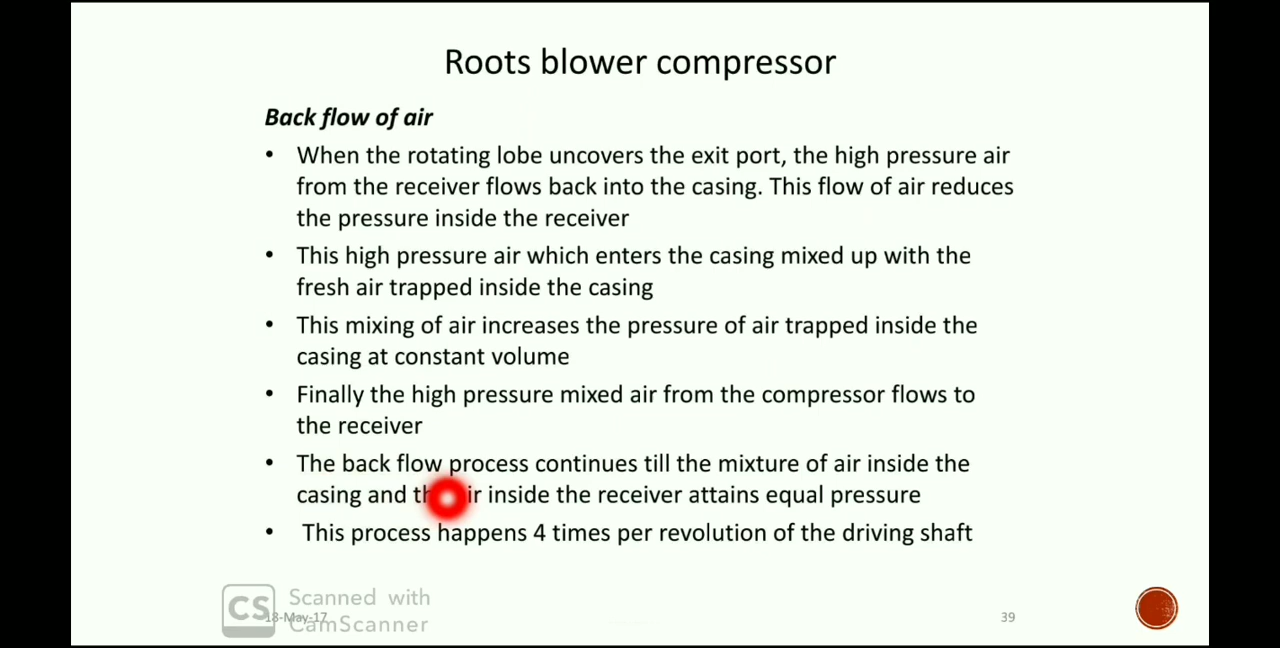 Roots blower compressor
Back flow of air
• When the rotating lobe uncovers the exit port, the high pressure air
from the receiver flows back into the casing. This flow of air reduces
the pressure inside the receiver
• This high pressure air which enters the casing mixed up with the
fresh air trapped inside the casing
• This mixing of air increases the pressure of air trapped inside the
casing at constant volume
• Finally the high pressure mixed air from the compressor flows to
the receiver
• The back flow process continues till the mixture of air inside the
casing and the air inside the receiver attains equal pressure
• This process happens 4 times per revolution of the driving shaft
CS Scanned with
CamScanner
18-May-17
39